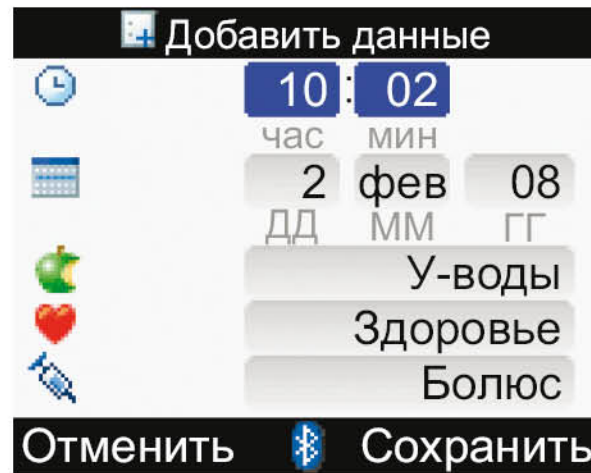 Добавить данные
10 : 02
час мин
2 фев 08
ДД ММ ГГ
У-воды
Здоровье
Болюс
Отменить Сохранить